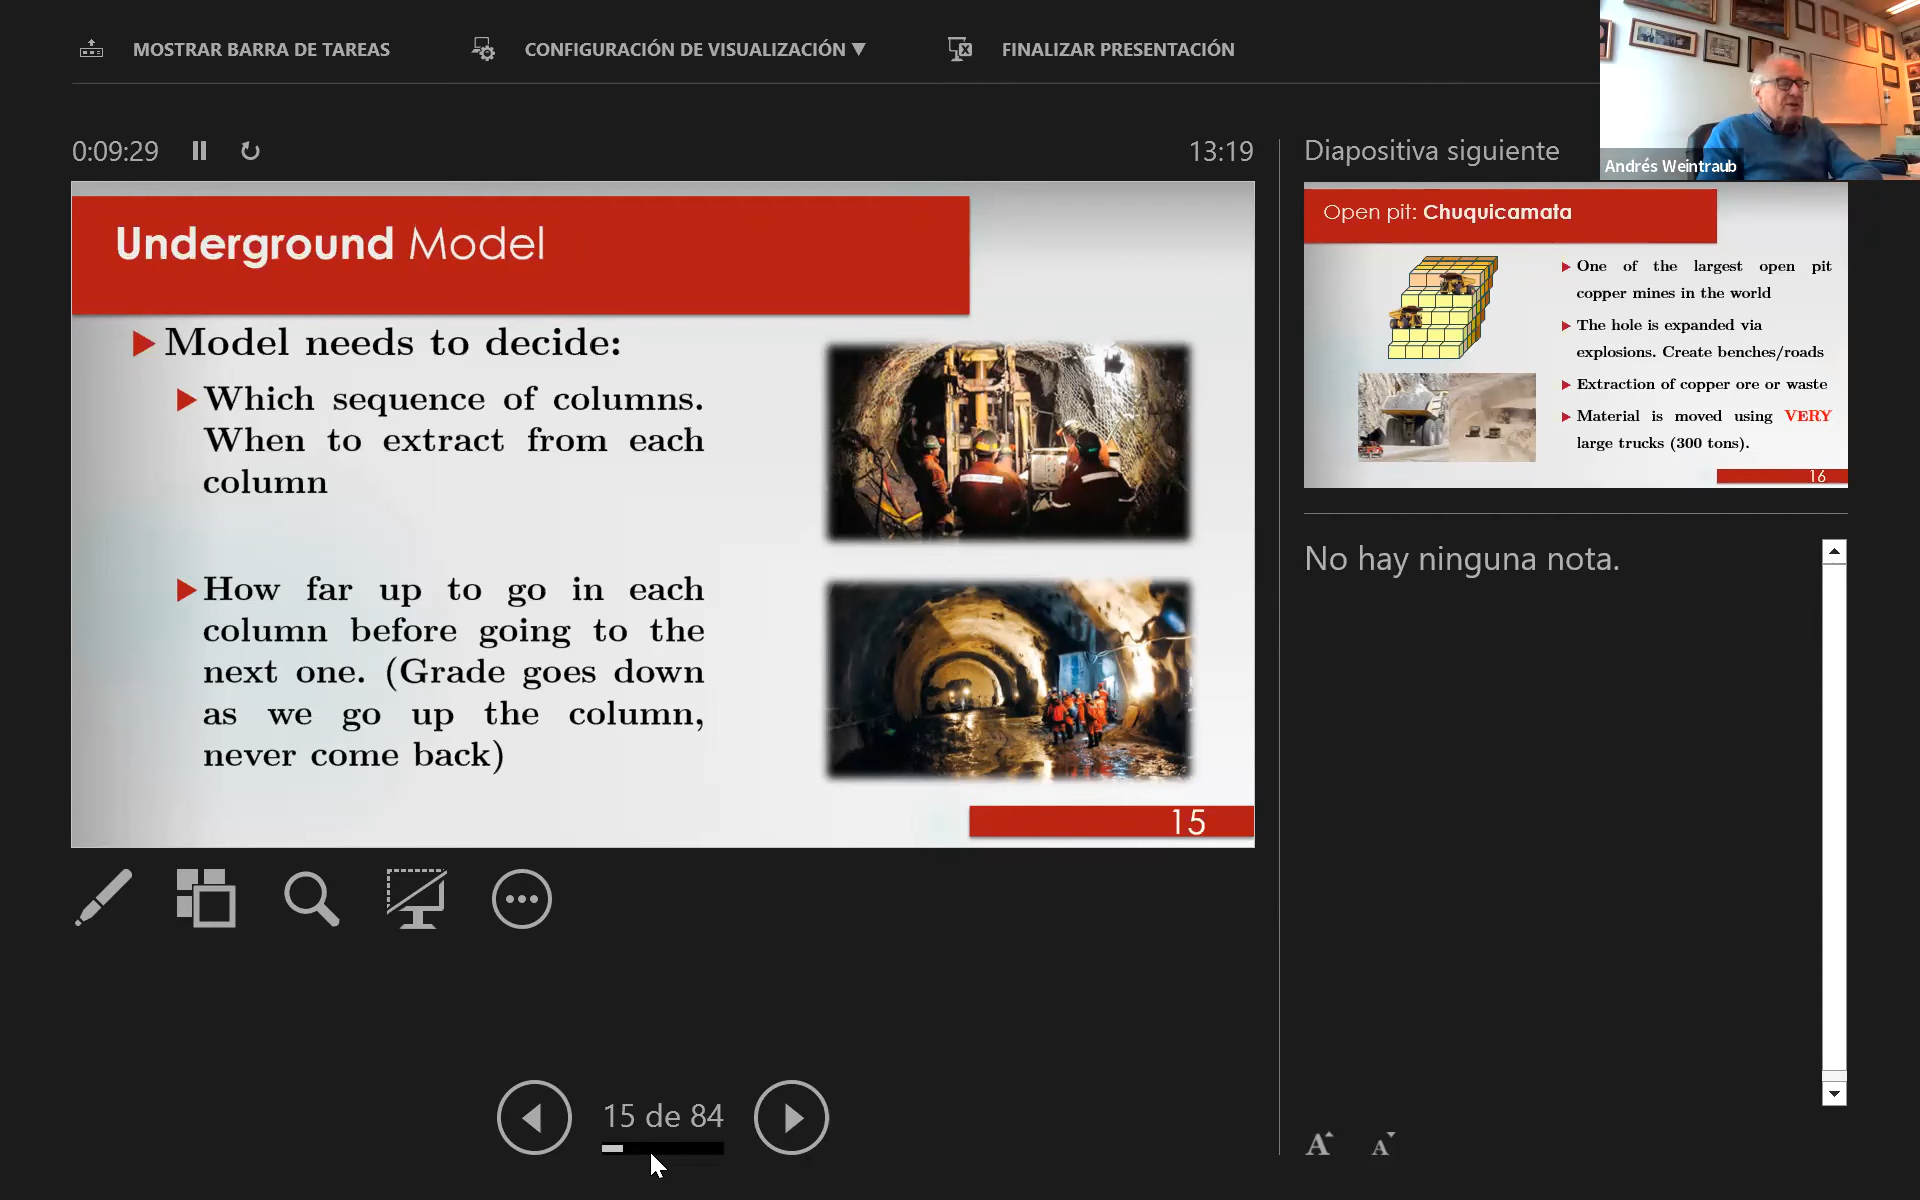 MOSTRAR BARRA DE TAREAS
CONFIGURACIÓN DE VISUALIZACIÓN ▼
FINALIZAR PRESENTACIÓN
Andrés Weintraub
0:09:29
13:19
Underground Model
Model needs to decide:
Which sequence of columns.
When to extract from each
column
How far up to go in each
column before going to the
next one. (Grade goes down
as we go up the column,
never come back)
15
15 de 84
Diapositiva siguiente
Open pit: Chuquicamata
One of the largest open pit
copper mines in the world
The hole is expanded via
explosions. Create benches/roads
Extraction of copper ore or waste
Material is moved using VERY
large trucks (300 tons).
16
No hay ninguna nota.
A A